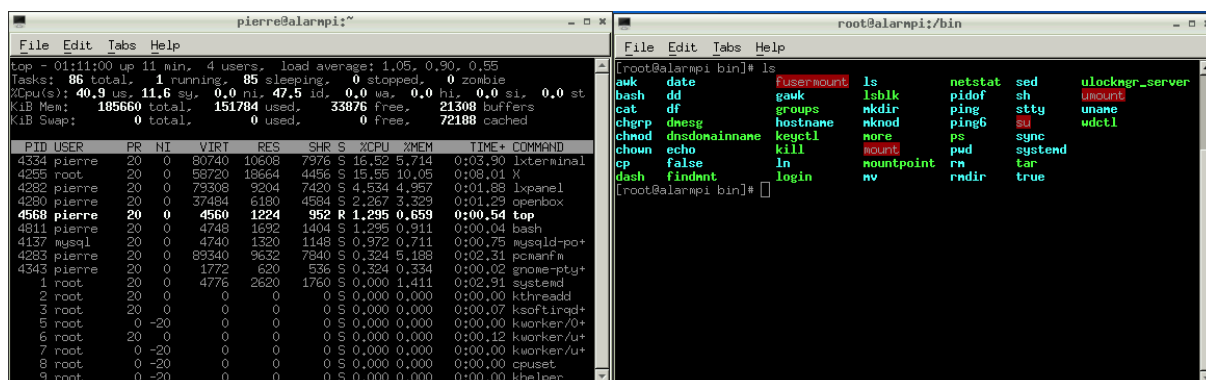 pierre@alarmpi:~
File Edit Tabs Help
top - 01:11:00 up 11 min, 4 users, load average: 1.05, 0.90, 0.55
Tasks: 86 total, 1 running, 85 sleeping, 0 stopped, 0 zombie
%Cpu(s): 40.9 us, 11.6 sy, 0.0 ni, 47.5 id, 0.0 wa, 0.0 hi, 0.0 si, 0.0 st
KiB Mem: 185660 total, 151784 used, 33876 free, 21308 buffers
KiB Swap: 0 total, 0 used, 0 free, 72188 cached
PID USER PR NI VIRT RES SHR S %CPU %MEM TIME+ COMMAND
4334 pierre 20 0 80740 10608 7976 S 16.52 5.714 0:03.90 lxterminal
4255 root 20 0 58720 18664 4456 S 15.55 10.05 0:08.01 X
4282 pierre 20 0 79308 9204 7420 S 4.534 4.957 0:01.88 lxpanel
4280 pierre 20 0 37484 6180 4584 S 2.267 3.329 0:01.29 openbox
4568 pierre 20 0 4560 1224 952 R 1.295 0.659 0:00.54 top
4811 pierre 20 0 4748 1692 1404 S 1.295 0.911 0:00.04 bash
4137 mysql 20 0 4740 1320 1148 S 0.972 0.711 0:00.75 mysqld-po+
4283 pierre 20 0 89340 9632 7840 S 0.324 5.188 0:02.31 pcmanfm
4343 pierre 20 0 1772 620 536 S 0.324 0.334 0:00.02 gnome-pty+
1 root 20 0 4776 2620 1760 S 0.000 1.411 0:02.91 systemd
2 root 20 0 0 0 0 S 0.000 0.000 0:00.00 kthreadd
3 root 20 0 0 0 0 S 0.000 0.000 0:00.07 ksoftirqd+
5 root 0 -20 0 0 0 S 0.000 0.000 0:00.00 kworker/0+
6 root 20 0 0 0 0 S 0.000 0.000 0:00.12 kworker/u+
7 root 0 -20 0 0 0 S 0.000 0.000 0:00.00 kworker/u+
8 root 0 -20 0 0 0 S 0.000 0.000 0:00.00 cpuset
9 root 0 -20 0 0 0 S 0.000 0.000 0:00.00 khelper
root@alarmpi:/bin
File Edit Tabs Help
[root@alarmpi bin]# ls
awk date fusermount ls netstat sed ulockmgr_server
bash dd gawk lsblk pidof sh umount
cat df groups mkdir ping stty uname
chgrp dmesg hostname mknod ping6 su wdctl
chmod dnsdomainname keyctl more ps sync
chown echo kill mount pwd systemd
cp false ln mountpoint rm tar
dash findmnt login mv rmdir true
[root@alarmpi bin]#